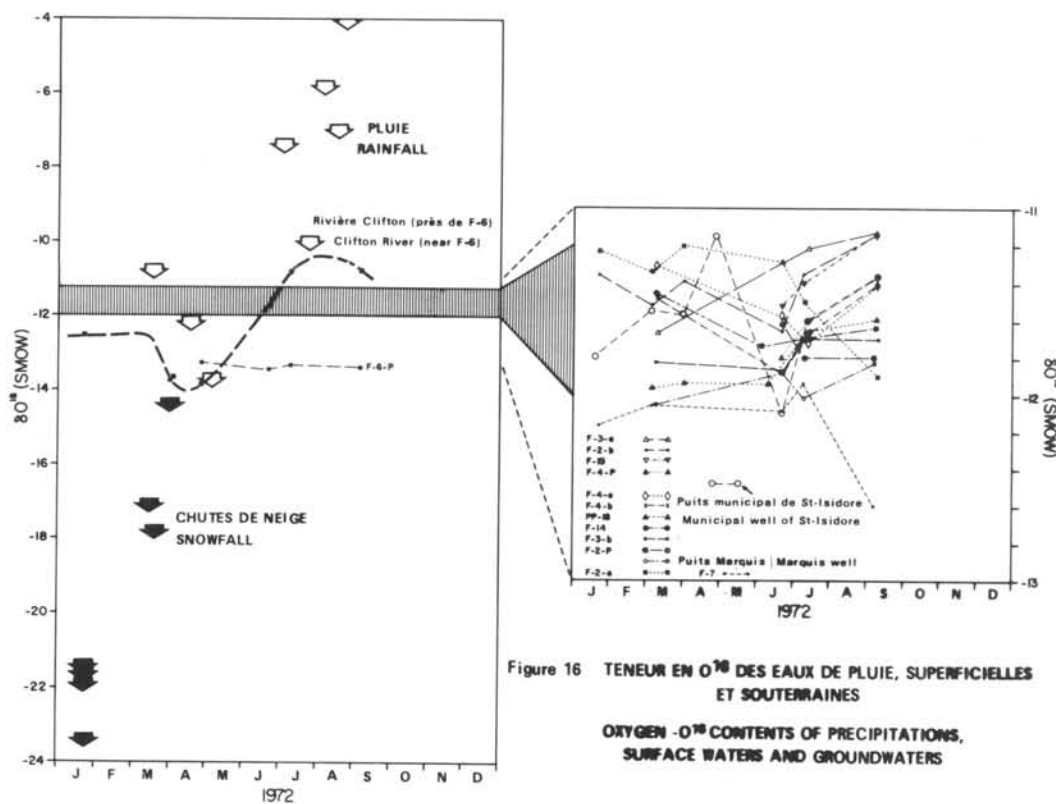 -4
-6
-8
-10
-12
-14
-16
-18
-20
-22
-24
δO¹⁸ (SMOW)
J F M A M J J A S O N D
1972
PLUIE
RAINFALL
Rivière Clifton (près de F-6)
Clifton River (near F-6)
F-6-P
CHUTES DE NEIGE
SNOWFALL
-11
-12
-13
(SMOW)
F-3-a
F-2-b
F-15
F-4-P
F-4-a
F-4-b
PP-18
F-14
F-3-b
F-2-P
F-2-a
Puits municipal de St-Isidore
Municipal well of St-Isidore
Puits Marquis | Marquis well
F-7
J F M A M J J A S O N D
1972
Figure 16 TENEUR EN O¹⁸ DES EAUX DE PLUIE, SUPERFICIELLES
ET SOUTERRAINES
OXYGEN -O¹⁸ CONTENTS OF PRECIPITATIONS,
SURFACE WATERS AND GROUNDWATERS